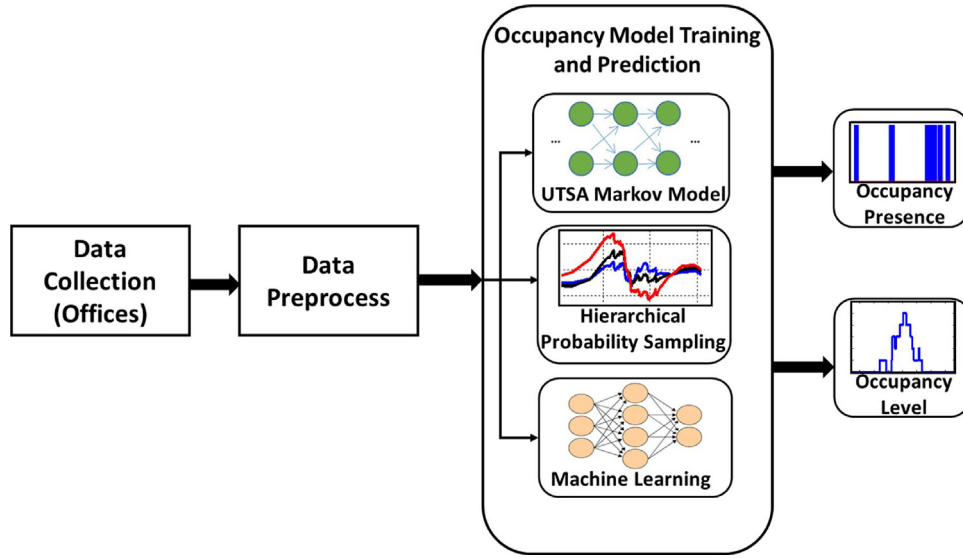 Data
Collection
(Offices)
Data
Preprocess
Occupancy Model Training
and Prediction
...
...
UTSA Markov Model
Hierarchical
Probability Sampling
Machine Learning
Occupancy
Presence
Occupancy
Level